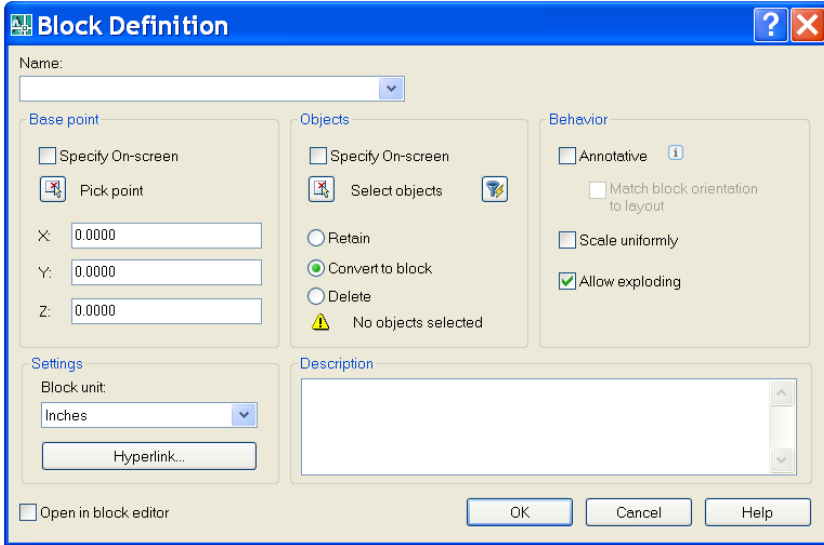 Block Definition
Name:
Base point
Specify On-screen
Pick point
X: 0.0000
Y: 0.0000
Z: 0.0000
Objects
Specify On-screen
Select objects
Retain
Convert to block
Delete
No objects selected
Behavior
Annotative
Match block orientation
to layout
Scale uniformly
Allow exploding
Settings
Block unit:
Inches
Hyperlink...
Description
Open in block editor
OK
Cancel
Help